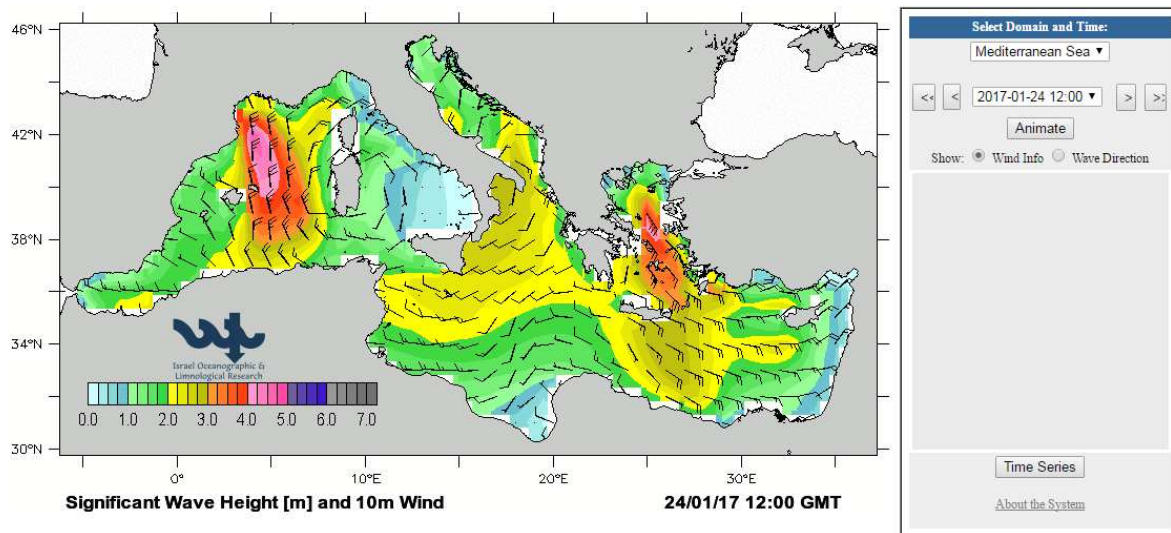 46°N
42°N
38°N
34°N
30°N
0°
10°E
20°E
30°E
Israel Oceanographic &
Limnological Research
0.0 1.0 2.0 3.0 4.0 5.0 6.0 7.0
Significant Wave Height [m] and 10m Wind
24/01/17 12:00 GMT
Select Domain and Time:
Mediterranean Sea
<< < 2017-01-24 12:00 > >>
Animate
Show: Wind Info Wave Direction
Time Series
About the System